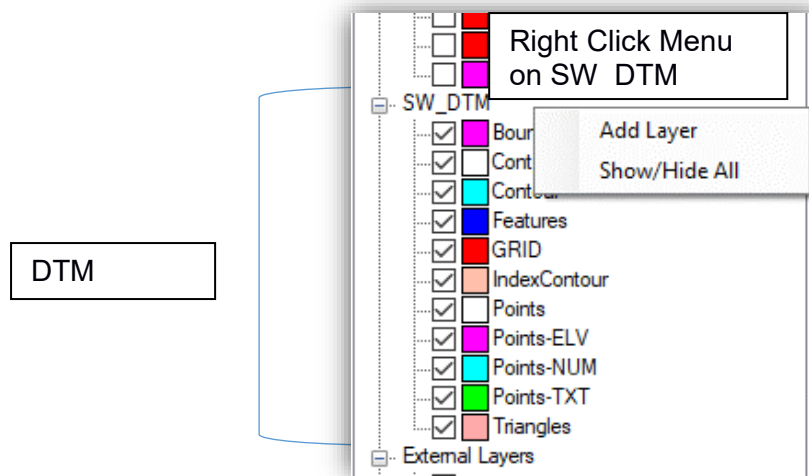 Right Click Menu
on SW DTM
SW_DTM
Add Layer
Show/Hide All
Features
GRID
IndexContour
Points
Points-ELV
Points-NUM
Points-TXT
Triangles
External Layers
DTM